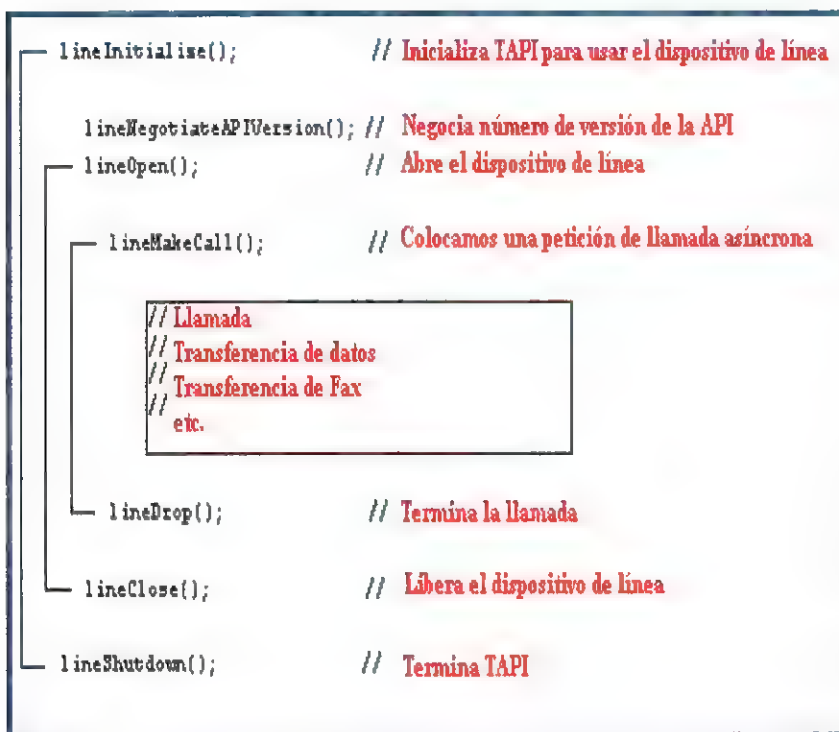 lineInitialise(); // Inicializa TAPI para usar el dispositivo de línea
lineNegotiateAPIVersion(); // Negocia número de versión de la API
lineOpen(); // Abre el dispositivo de línea
lineMakeCall(); // Colocamos una petición de llamada asíncrona
// Llamada
// Transferencia de datos
// Transferencia de Fax
// etc.
lineDrop(); // Termina la llamada
lineClose(); // Libera el dispositivo de línea
lineShutdown(); // Termina TAPI